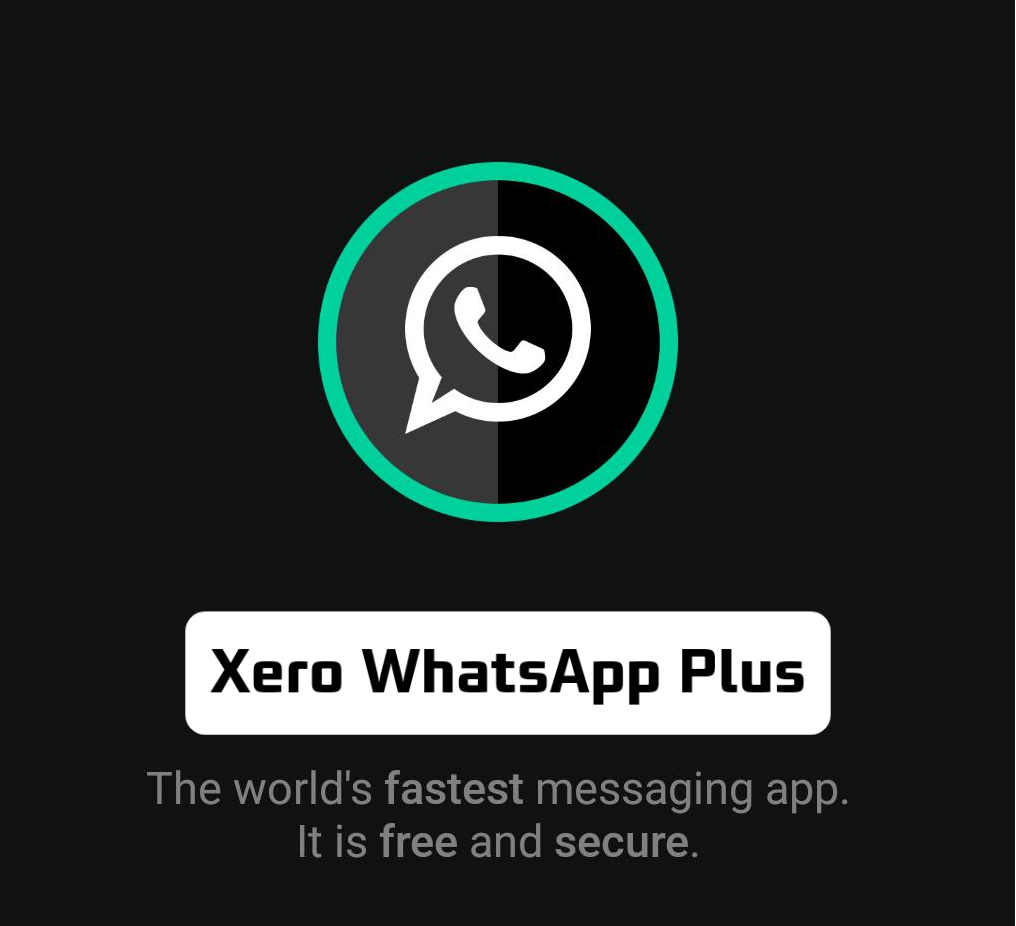 Xero WhatsApp Plus
The world's fastest messaging app.
It is free and secure.